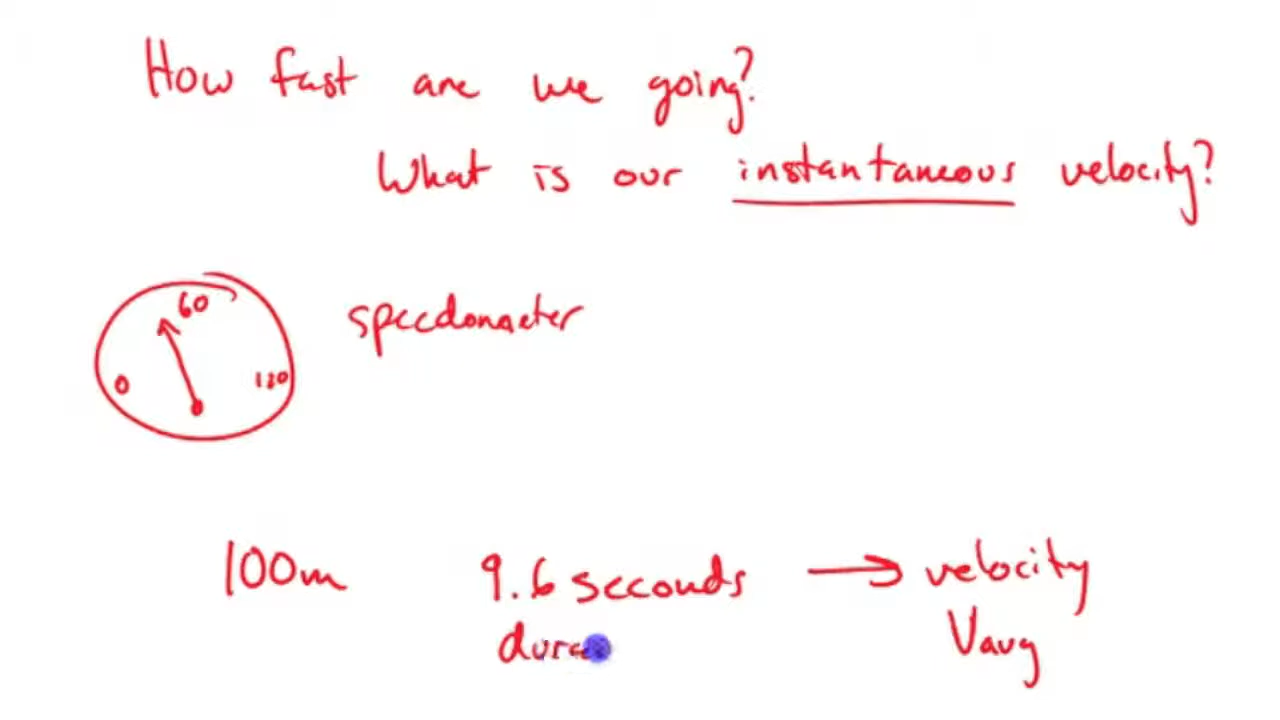 How fast are we going?
What is our instantaneous velocity?
60
speedometer
0
120
100m 9.6 seconds → velocity
dura Vavg